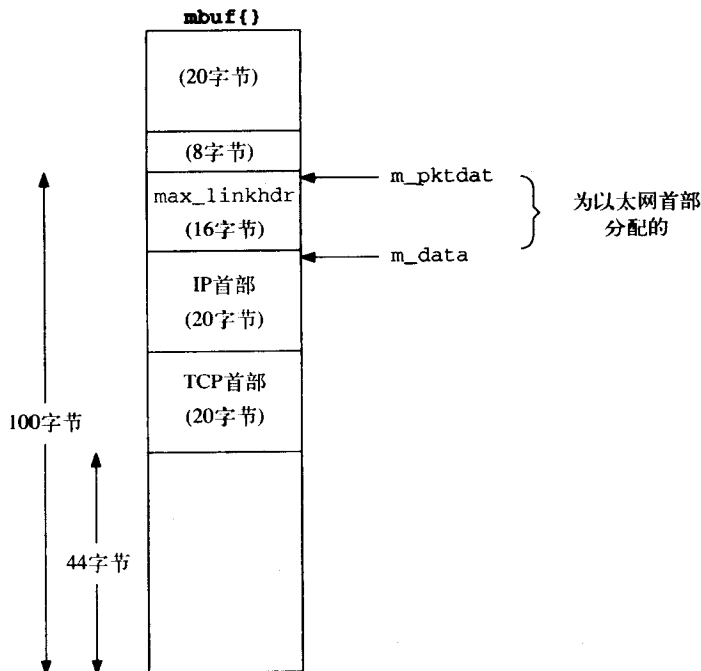 mbuf{}
(20字节)
(8字节)
m_pktdat
max_linkhdr
(16字节)
为以太网首部
分配的
m_data
IP首部
(20字节)
TCP首部
(20字节)
100字节
44字节